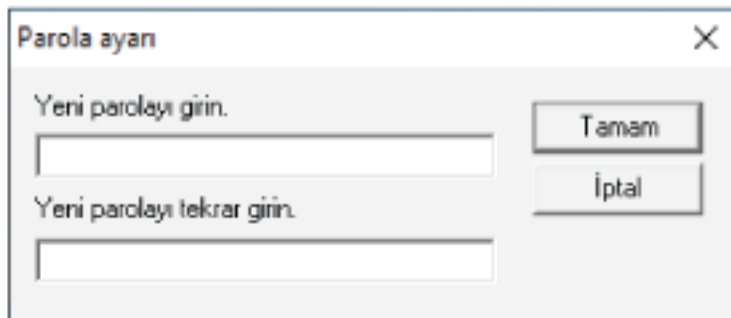 Parola ayarı
Yeni parolayı girin.
Tamam
İptal
Yeni parolayı tekrar girin.